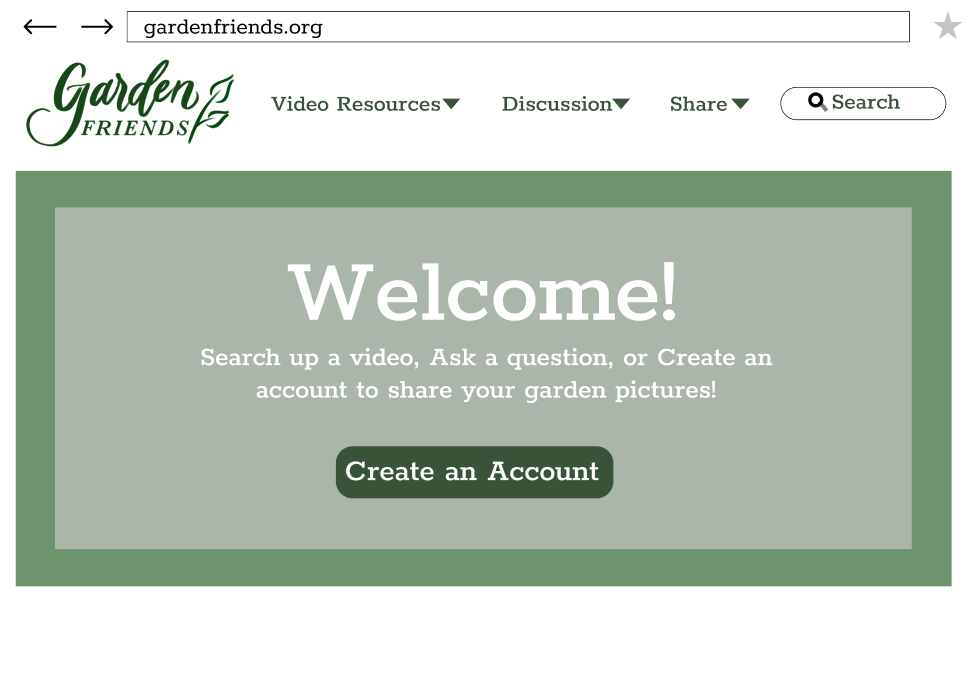 gardenfriends.org
Garden
FRIENDS
Video Resources
Discussion
Share
Search
Welcome!
Search up a video, Ask a question, or Create an
account to share your garden pictures!
Create an Account